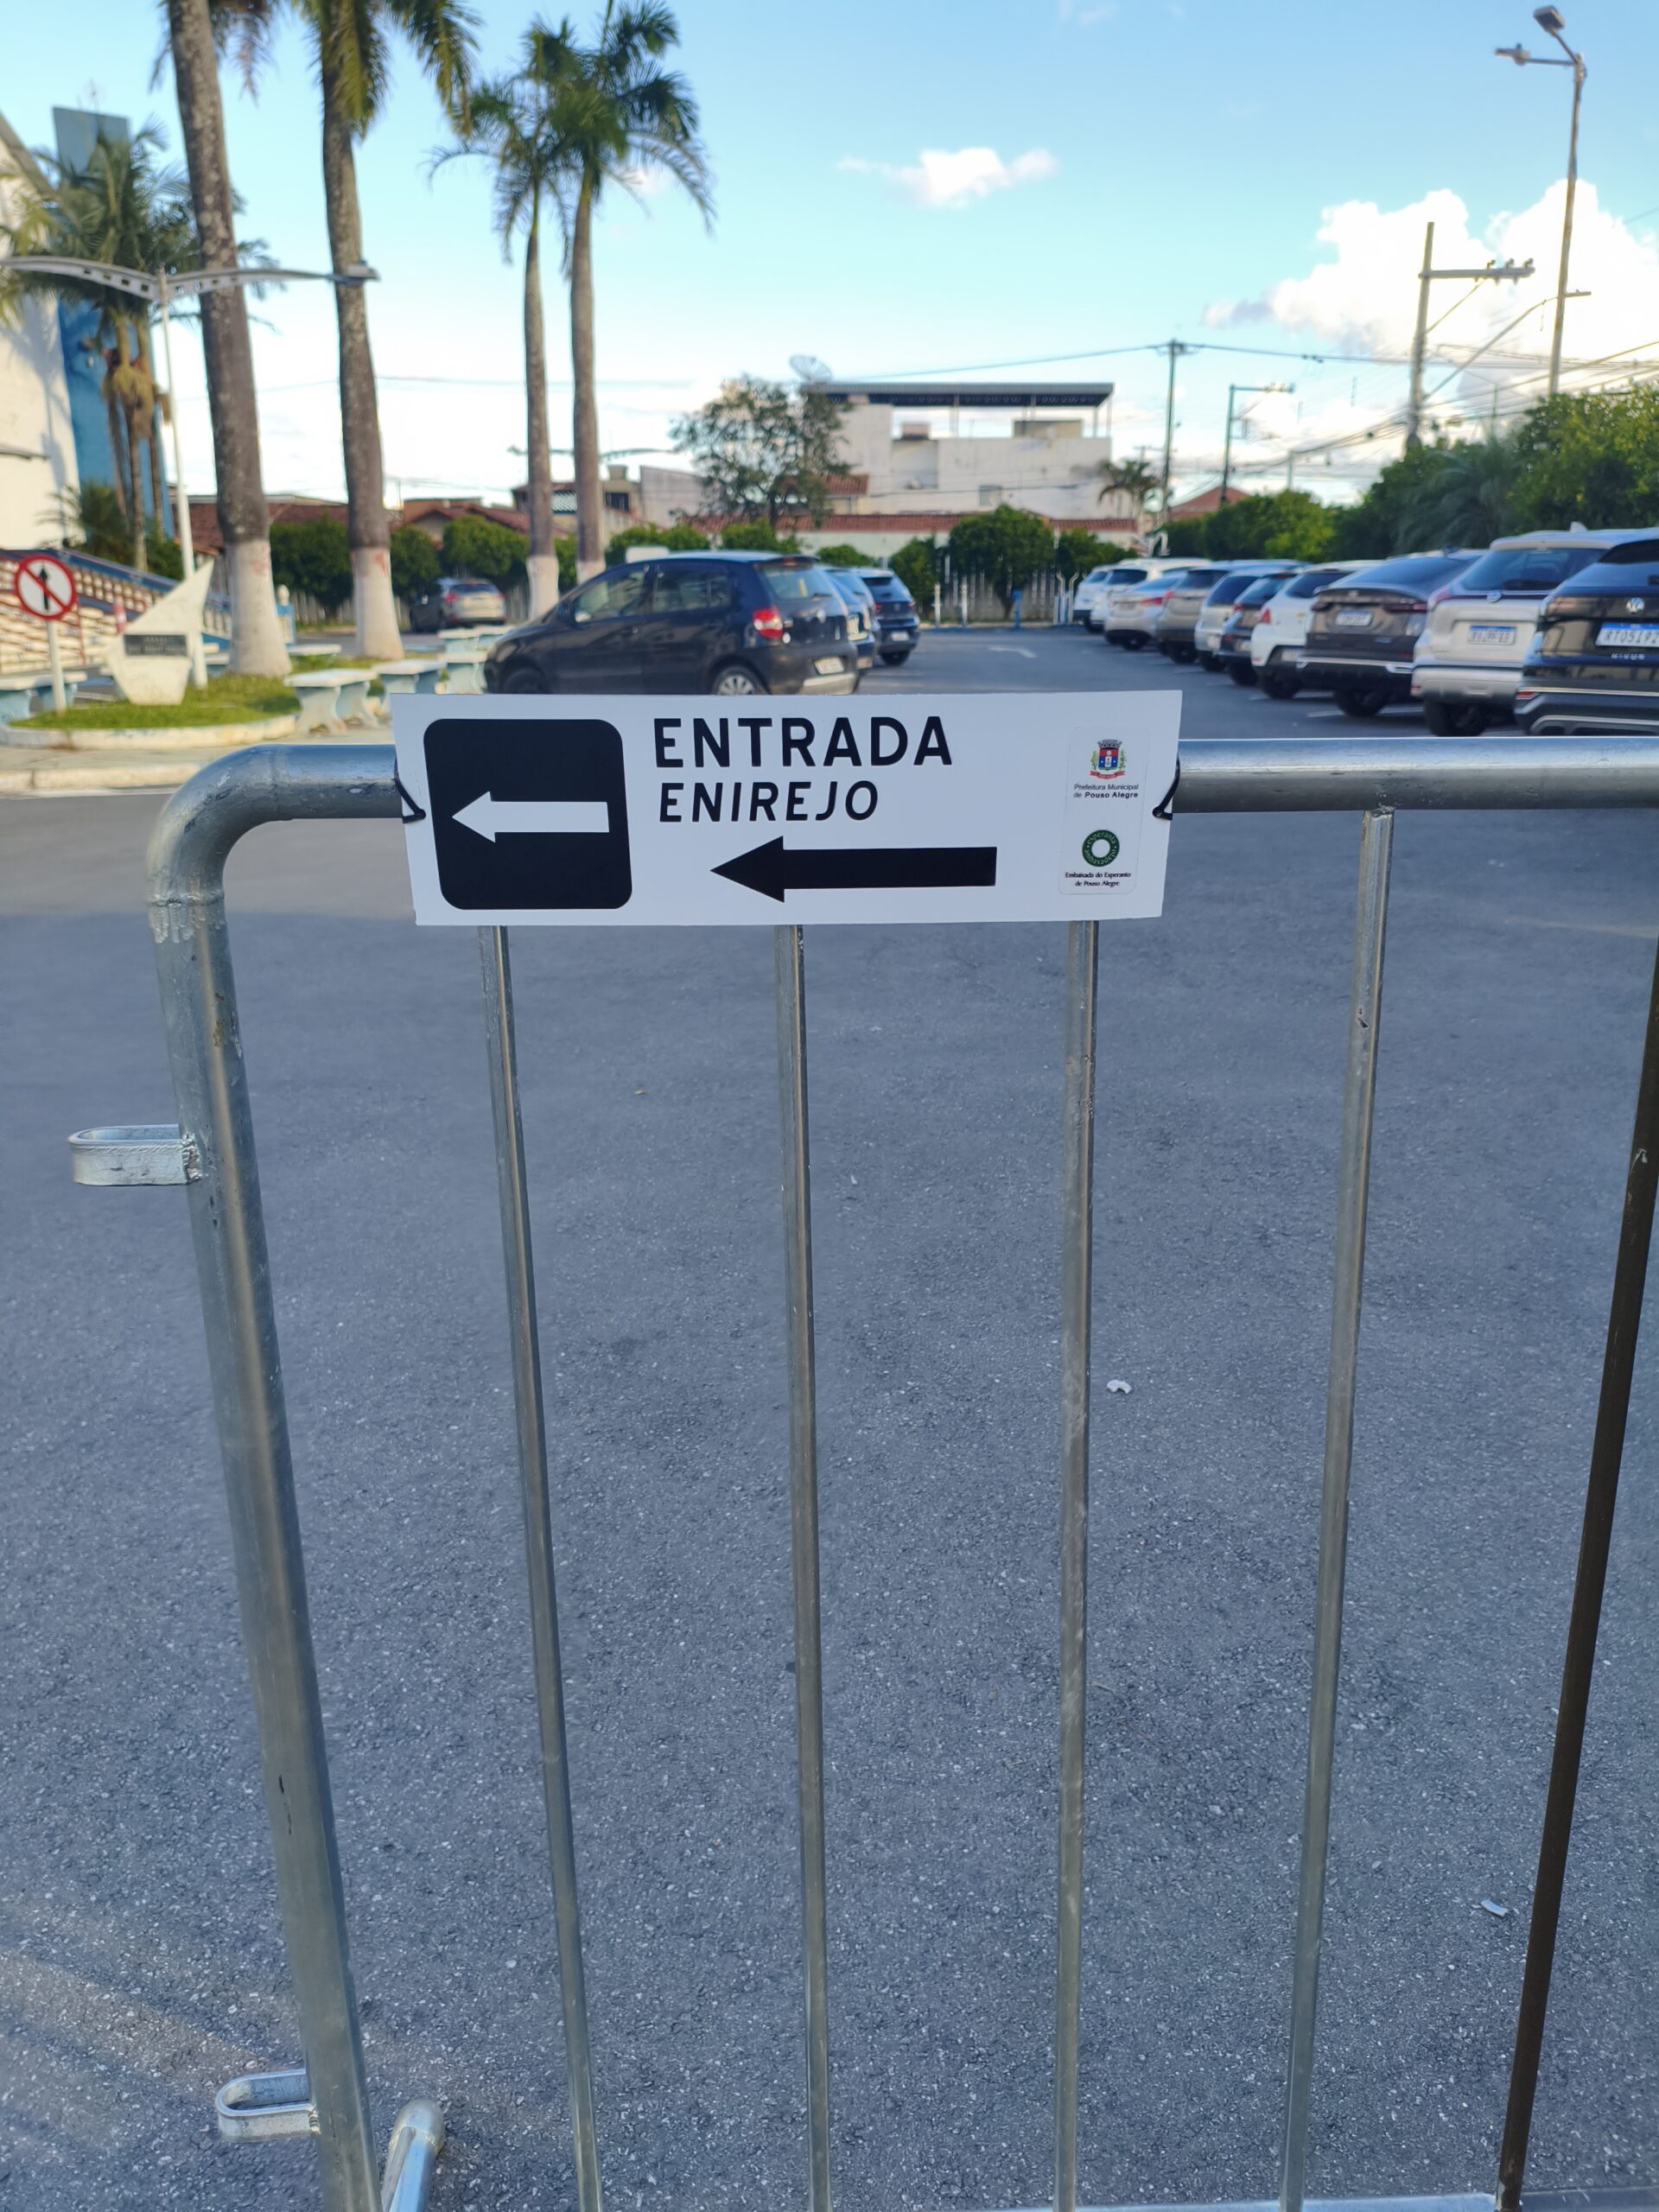 ENTRADA
ENIREJO
Prefeitura Municipal
de Pouso Alegre
Embaixada do Esperanto
de Pouso Alegre